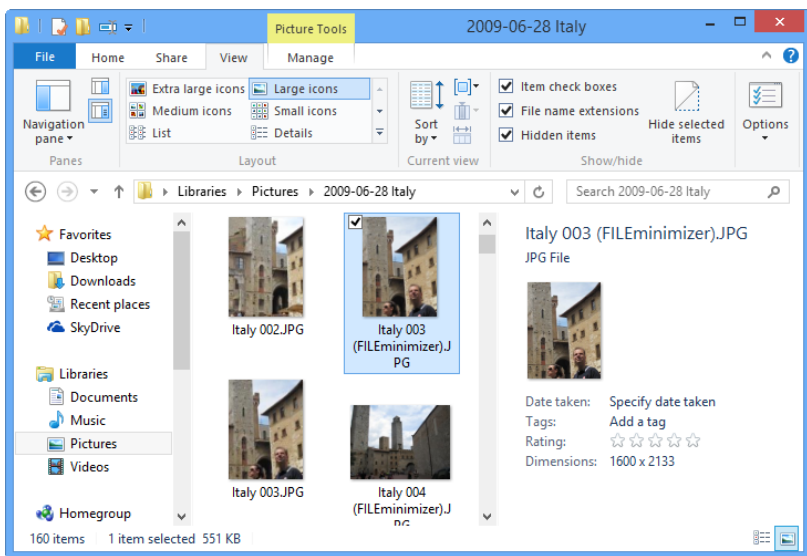 Picture Tools
2009-06-28 Italy
File Home Share View Manage
Navigation pane
Panes
Extra large icons Large icons
Medium icons Small icons
List Details
Layout
Sort by
Current view
Item check boxes
File name extensions
Hidden items
Hide selected items
Show/hide
Options
Libraries Pictures 2009-06-28 Italy
Search 2009-06-28 Italy
Favorites
Desktop
Downloads
Recent places
SkyDrive
Libraries
Documents
Music
Pictures
Videos
Homegroup
Italy 002.JPG
Italy 003
(FILEminimizer).J
PG
Italy 003.JPG
Italy 004
(FILEminimizer).J
PG
Italy 003 (FILEminimizer).JPG
JPG File
Date taken: Specify date taken
Tags: Add a tag
Rating:
Dimensions: 1600 x 2133
160 items 1 item selected 551 KB